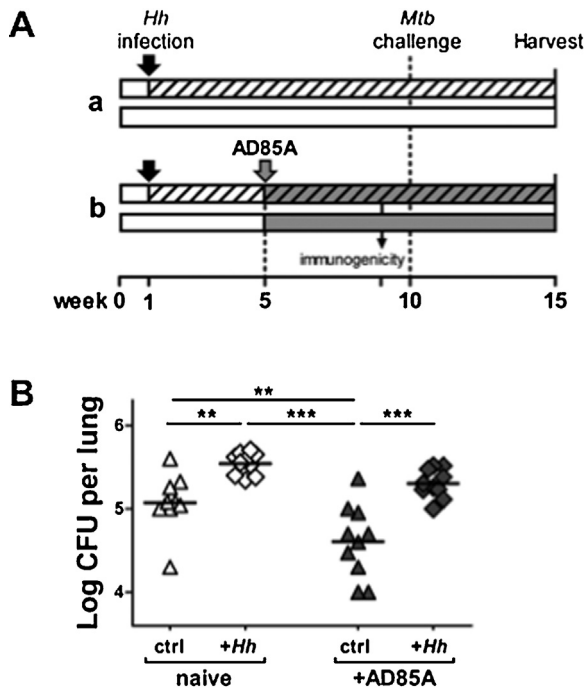 A
Hh
infection
Mtb
challenge
Harvest
a
AD85A
b
immunogenicity
week 0 1 5 10 15
B
Log CFU per lung
6
5
4
**
** *** ***
ctrl +Hh ctrl +Hh
naive +AD85A